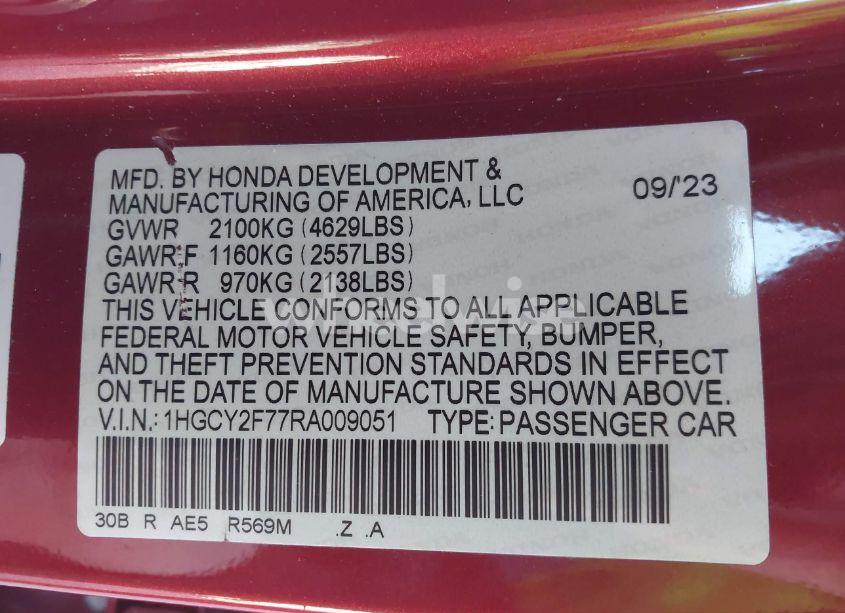 MFD. BY HONDA DEVELOPMENT &
MANUFACTURING OF AMERICA, LLC
09/'23
GVWR 2100KG (4629LBS)
GAWR F 1160KG (2557LBS)
GAWR R 970KG (2138LBS)
THIS VEHICLE CONFORMS TO ALL APPLICABLE
FEDERAL MOTOR VEHICLE SAFETY, BUMPER,
AND THEFT PREVENTION STANDARDS IN EFFECT
ON THE DATE OF MANUFACTURE SHOWN ABOVE.
V.I.N.: 1HGCY2F77RA009051 TYPE: PASSENGER CAR
30B R AE5 R569M .Z .A